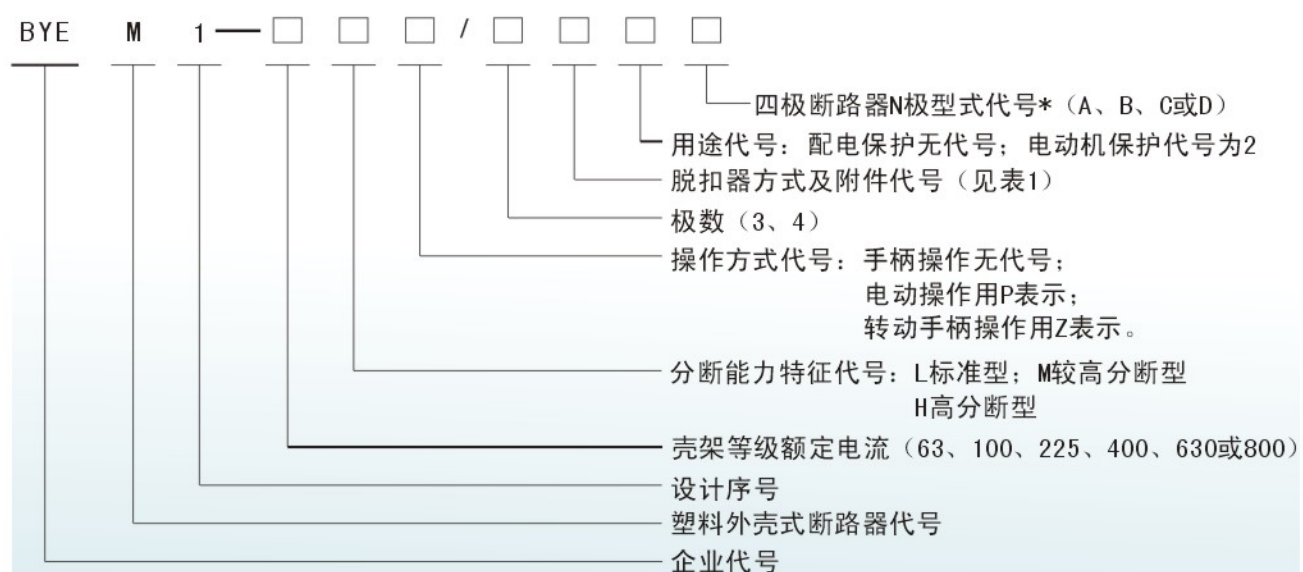 BYE M 1—□□□/□□□□
四极断路器N极型式代号*（A、B、C或D）
用途代号：配电保护无代号；电动机保护代号为2
脱扣器方式及附件代号（见表1）
极数（3、4）
操作方式代号：手柄操作无代号；
电动操作用P表示；
转动手柄操作用Z表示。
分断能力特征代号：L标准型；M较高分断型
H高分断型
壳架等级额定电流（63、100、225、400、630或800）
设计序号
塑料外壳式断路器代号
企业代号